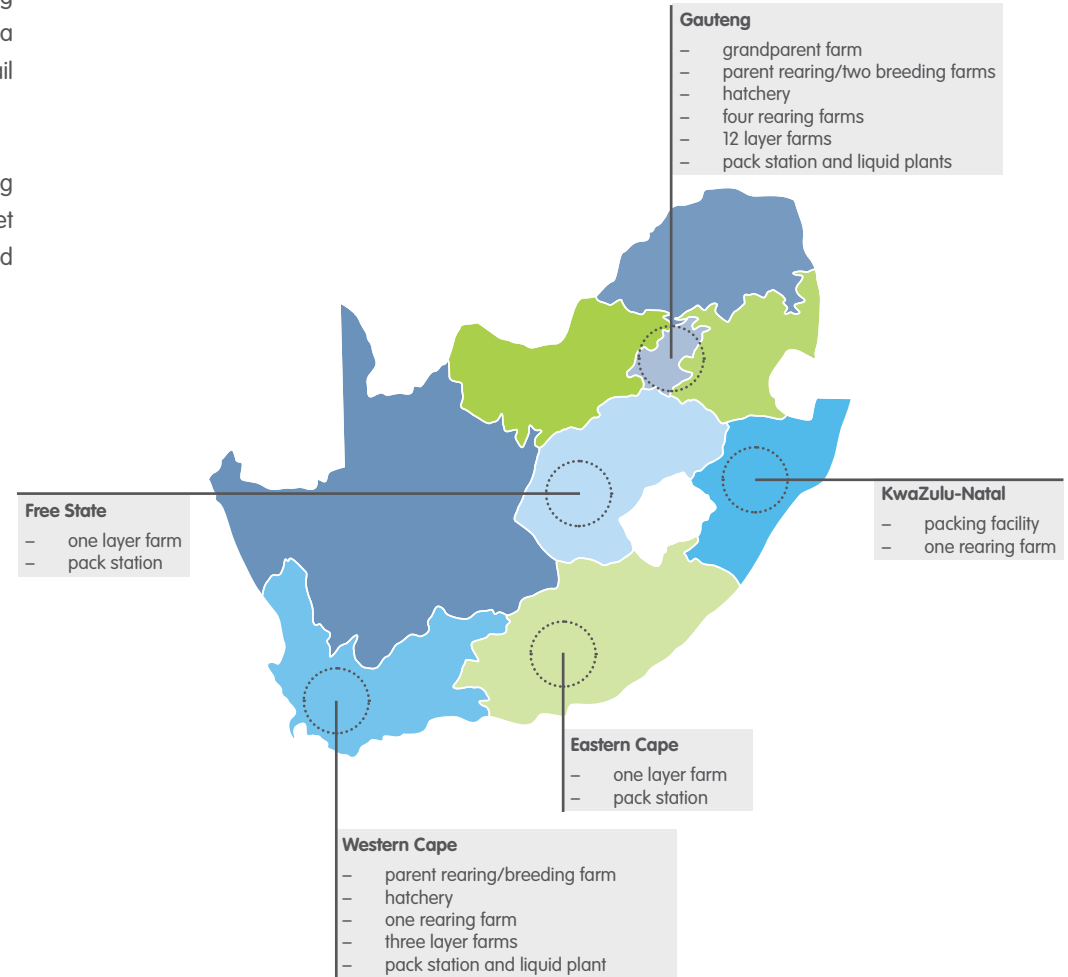 Gauteng
– grandparent farm
– parent rearing/two breeding farms
– hatchery
– four rearing farms
– 12 layer farms
– pack station and liquid plants
Free State
– one layer farm
– pack station
KwaZulu-Natal
– packing facility
– one rearing farm
Eastern Cape
– one layer farm
– pack station
Western Cape
– parent rearing/breeding farm
– hatchery
– one rearing farm
– three layer farms
– pack station and liquid plant